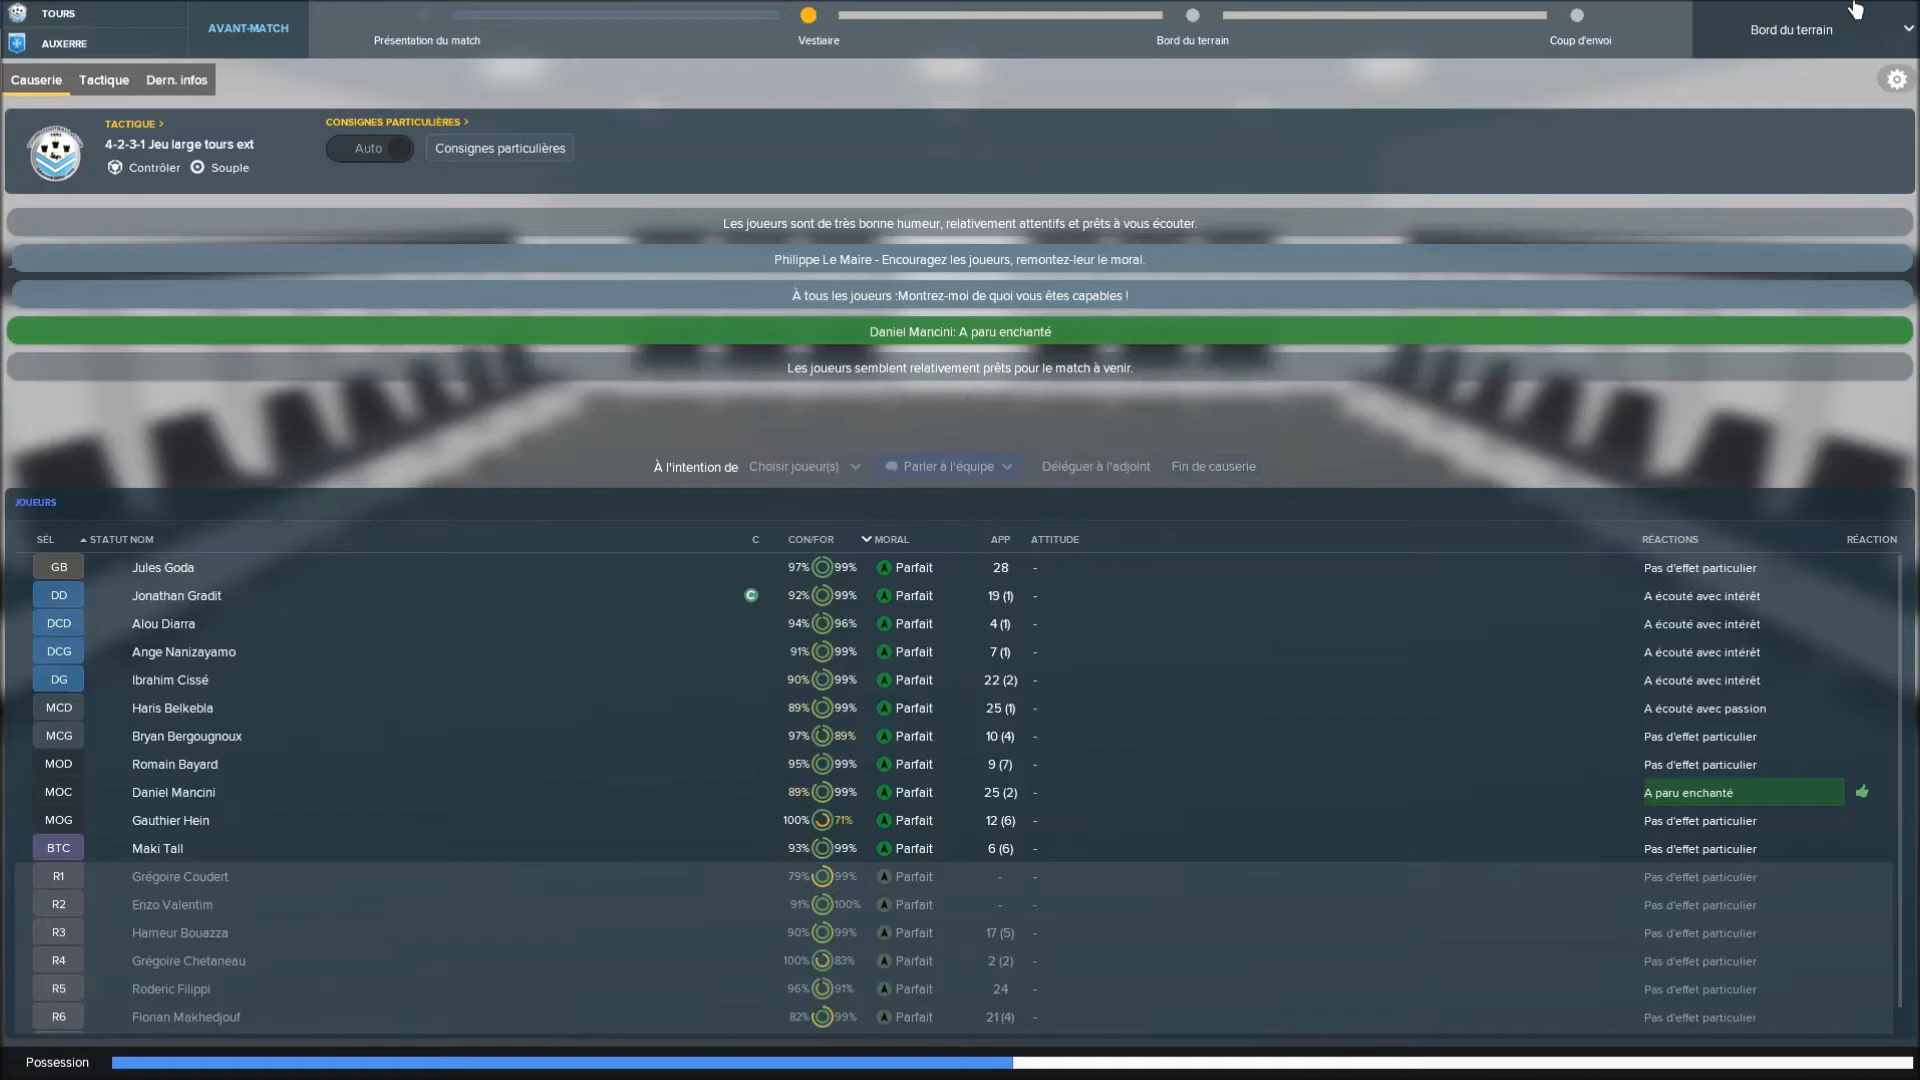 TOURS
AUXERRE
AVANT-MATCH
Présentation du match
Vestiaire
Bord du terrain
Coup d'envoi
Bord du terrain
Causerie Tactique Dern. infos
TACTIQUE >
4-2-3-1 Jeu large tours ext
Contrôler Souple
CONSIGNES PARTICULIÈRES >
Auto Consignes particulières
Les joueurs sont de très bonne humeur, relativement attentifs et prêts à vous écouter.
Philippe Le Maire - Encouragez les joueurs, remontez-leur le moral.
À tous les joueurs :Montrez-moi de quoi vous êtes capables !
Daniel Mancini: A paru enchanté
Les joueurs semblent relativement prêts pour le match à venir.
À l'intention de Choisir joueur(s) Parler à l'équipe Déléguer à l'adjoint Fin de causerie
JOUEURS
SÉL STATUT NOM C CON/FOR MORAL APP ATTITUDE RÉACTIONS RÉACTION
GB Jules Goda 97% 99% Parfait 28 - Pas d'effet particulier
DD Jonathan Gradit C 92% 99% Parfait 19 (1) - A écouté avec intérêt
DCD Alou Diarra 94% 96% Parfait 4 (1) - A écouté avec intérêt
DCG Ange Nanizayamo 91% 99% Parfait 7 (1) - A écouté avec intérêt
DG Ibrahim Cissé 90% 99% Parfait 22 (2) - A écouté avec intérêt
MCD Haris Belkebla 89% 99% Parfait 25 (1) - A écouté avec passion
MCG Bryan Bergougnoux 97% 89% Parfait 10 (4) - Pas d'effet particulier
MOD Romain Bayard 95% 99% Parfait 9 (7) - Pas d'effet particulier
MOC Daniel Mancini 89% 99% Parfait 25 (2) - A paru enchanté
MOG Gauthier Hein 100% 71% Parfait 12 (6) - Pas d'effet particulier
BTC Maki Tall 93% 99% Parfait 6 (6) - Pas d'effet particulier
R1 Grégoire Coudert 79% 99% Parfait - - Pas d'effet particulier
R2 Enzo Valentim 91% 100% Parfait - - Pas d'effet particulier
R3 Hameur Bouazza 90% 99% Parfait 17 (5) - Pas d'effet particulier
R4 Grégoire Chetaneau 100% 83% Parfait 2 (2) - Pas d'effet particulier
R5 Roderic Filippi 96% 91% Parfait 24 - Pas d'effet particulier
R6 Florian Makhedjouf 82% 99% Parfait 21 (4) - Pas d'effet particulier
Possession